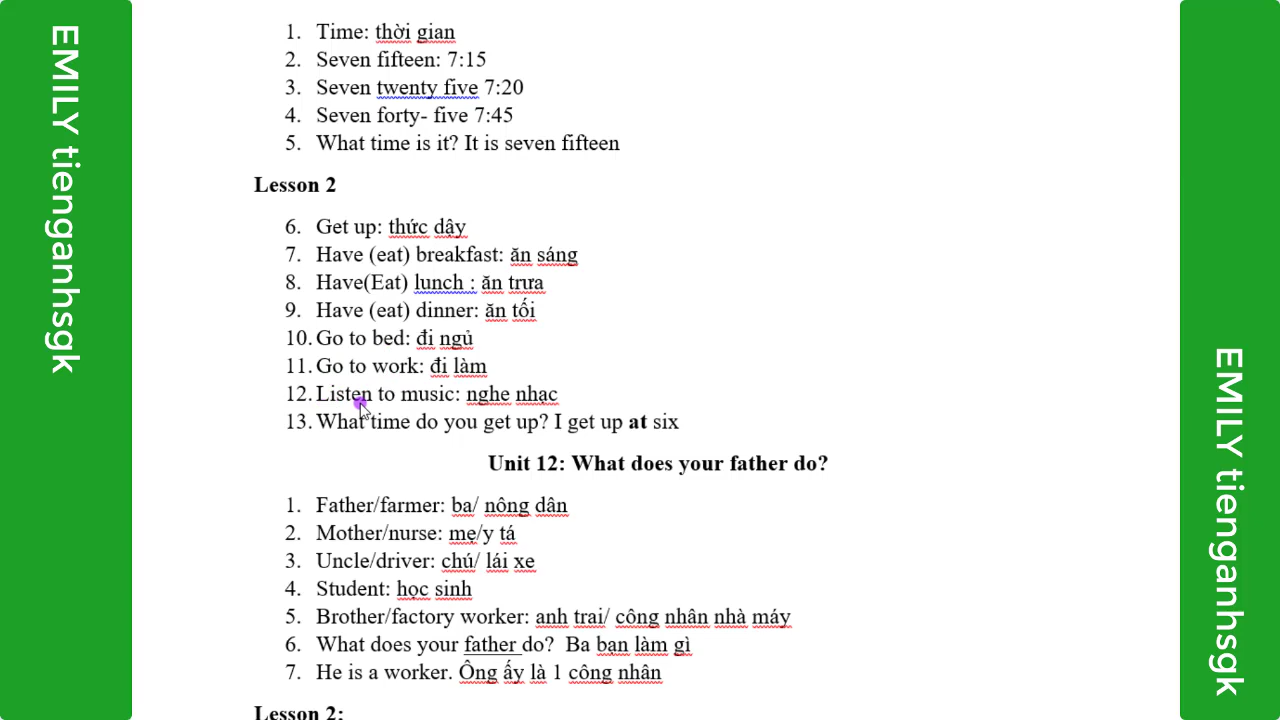 EMILY tienganhsgk
1. Time: thời gian
2. Seven fifteen: 7:15
3. Seven twenty five 7:20
4. Seven forty- five 7:45
5. What time is it? It is seven fifteen
Lesson 2
6. Get up: thức dậy
7. Have (eat) breakfast: ăn sáng
8. Have(Eat) lunch : ăn trưa
9. Have (eat) dinner: ăn tối
10. Go to bed: đi ngủ
11. Go to work: đi làm
12. Listen to music: nghe nhạc
13. What time do you get up? I get up at six
Unit 12: What does your father do?
1. Father/farmer: ba/ nông dân
2. Mother/nurse: mẹ/y tá
3. Uncle/driver: chú/ lái xe
4. Student: học sinh
5. Brother/factory worker: anh trai/ công nhân nhà máy
6. What does your father do?  Ba bạn làm gì
7. He is a worker. Ông ấy là 1 công nhân
Lesson 2:
EMILY tienganhsgk